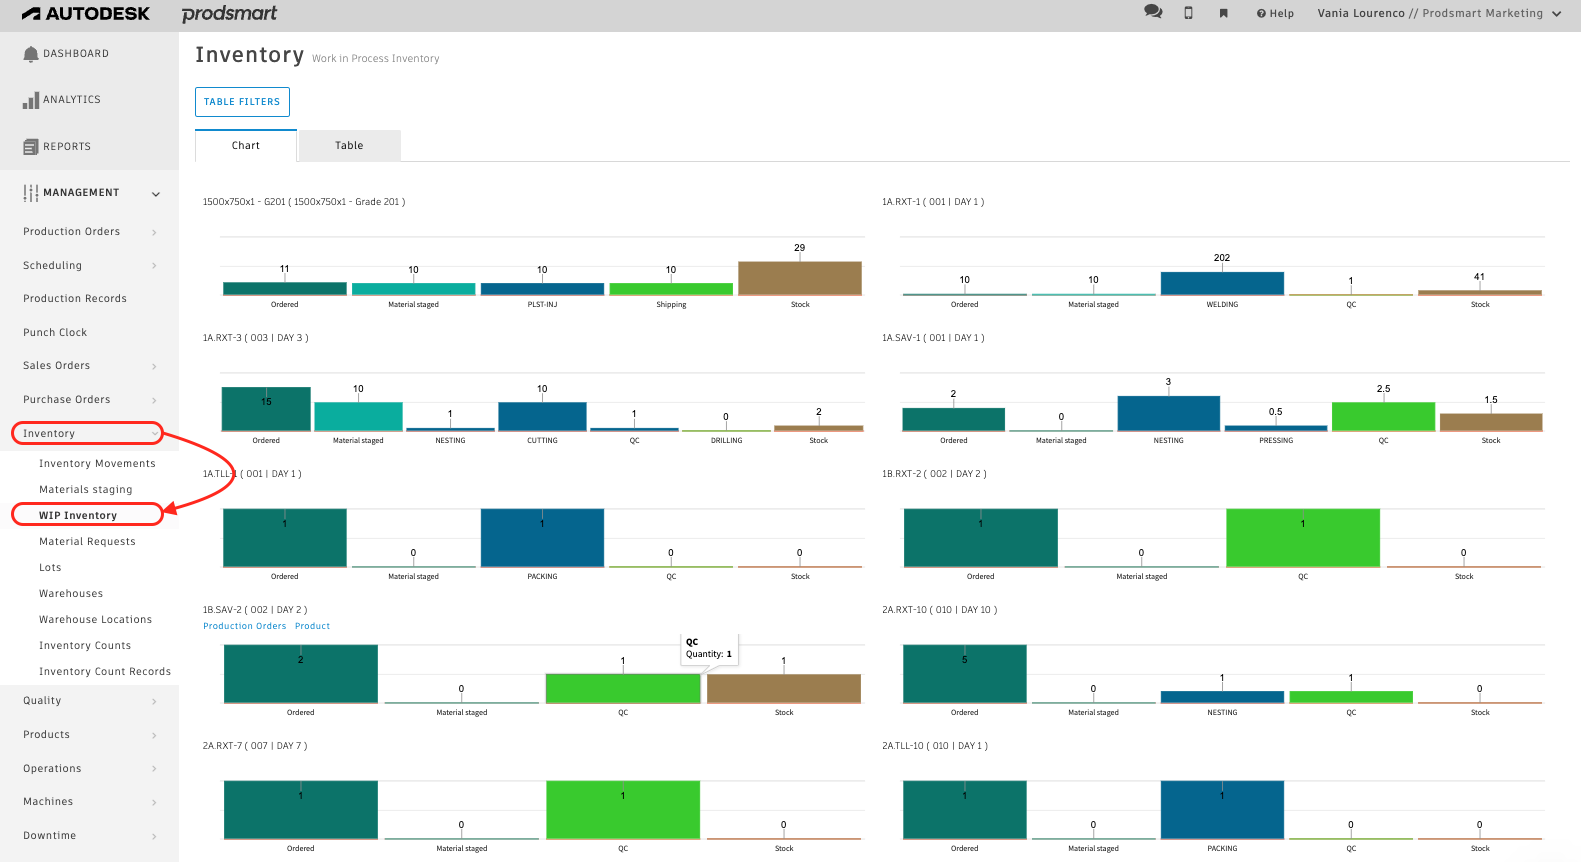 AUTODESK prodsmart
Help
Vania Lourenco // Prodsmart Marketing
DASHBOARD
ANALYTICS
REPORTS
MANAGEMENT
Production Orders
Scheduling
Production Records
Punch Clock
Sales Orders
Purchase Orders
Inventory
Inventory Movements
Materials staging
WIP Inventory
Material Requests
Lots
Warehouses
Warehouse Locations
Inventory Counts
Inventory Count Records
Quality
Products
Operations
Machines
Downtime
Inventory Work in Process Inventory
TABLE FILTERS
Chart Table
1500x750x1 - G201 ( 1500x750x1 - Grade 201 )
11 10 10 10 29
Ordered Material staged PLST-INJ Shipping Stock
1A.RXT-1 ( 001 | DAY 1 )
10 10 202 1 41
Ordered Material staged WELDING QC Stock
1A.RXT-3 ( 003 | DAY 3 )
15 10 1 10 1 0 2
Ordered Material staged NESTING CUTTING QC DRILLING Stock
1A.SAV-1 ( 001 | DAY 1 )
2 0 3 0.5 2.5 1.5
Ordered Material staged NESTING PRESSING QC Stock
1A.TLL-1 ( 001 | DAY 1 )
1 0 1 0 0
Ordered Material staged PACKING QC Stock
1B.RXT-2 ( 002 | DAY 2 )
1 0 1 0
Ordered Material staged QC Stock
1B.SAV-2 ( 002 | DAY 2 )
Production Orders Product
QC
Quantity: 1
2 0 1 1
Ordered Material staged QC Stock
2A.RXT-10 ( 010 | DAY 10 )
5 0 1 1 0
Ordered Material staged NESTING QC Stock
2A.RXT-7 ( 007 | DAY 7 )
1 0 1 0
Ordered Material staged QC Stock
2A.TLL-10 ( 010 | DAY 1 )
1 0 1 0 0
Ordered Material staged PACKING QC Stock